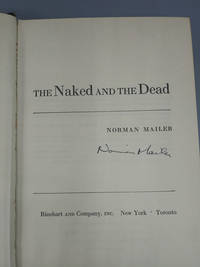 THE Naked AND THE Dead
NORMAN MAILER
Norman Mailer
Rinehart AND Company, INC. New York · Toronto